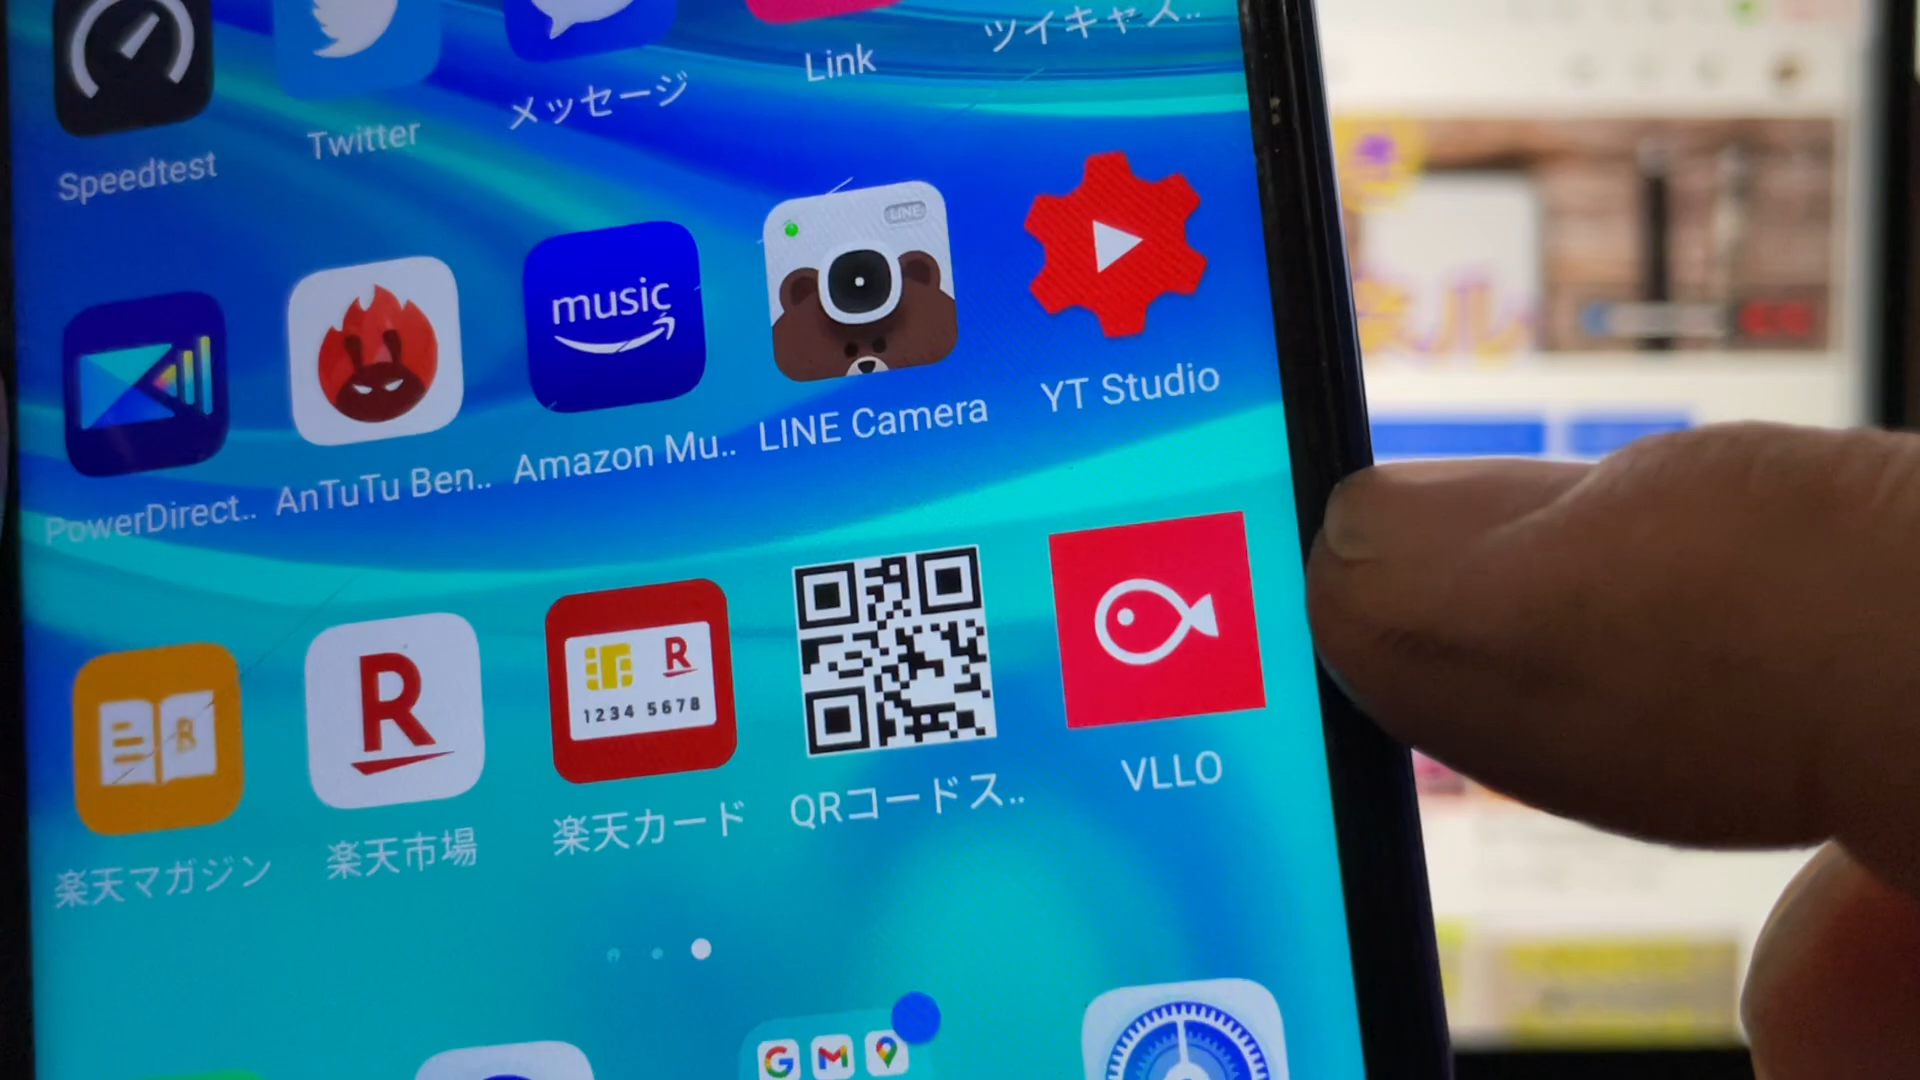 Speedtest
Twitter
メッセージ
Link
ツイキャス..
PowerDirect..
AnTuTu Ben..
music
Amazon Mu..
LINE
LINE Camera
YT Studio
R
楽天マガジン
R
楽天市場
R
1234 5678
楽天カード
QRコードス..
VLLO
G